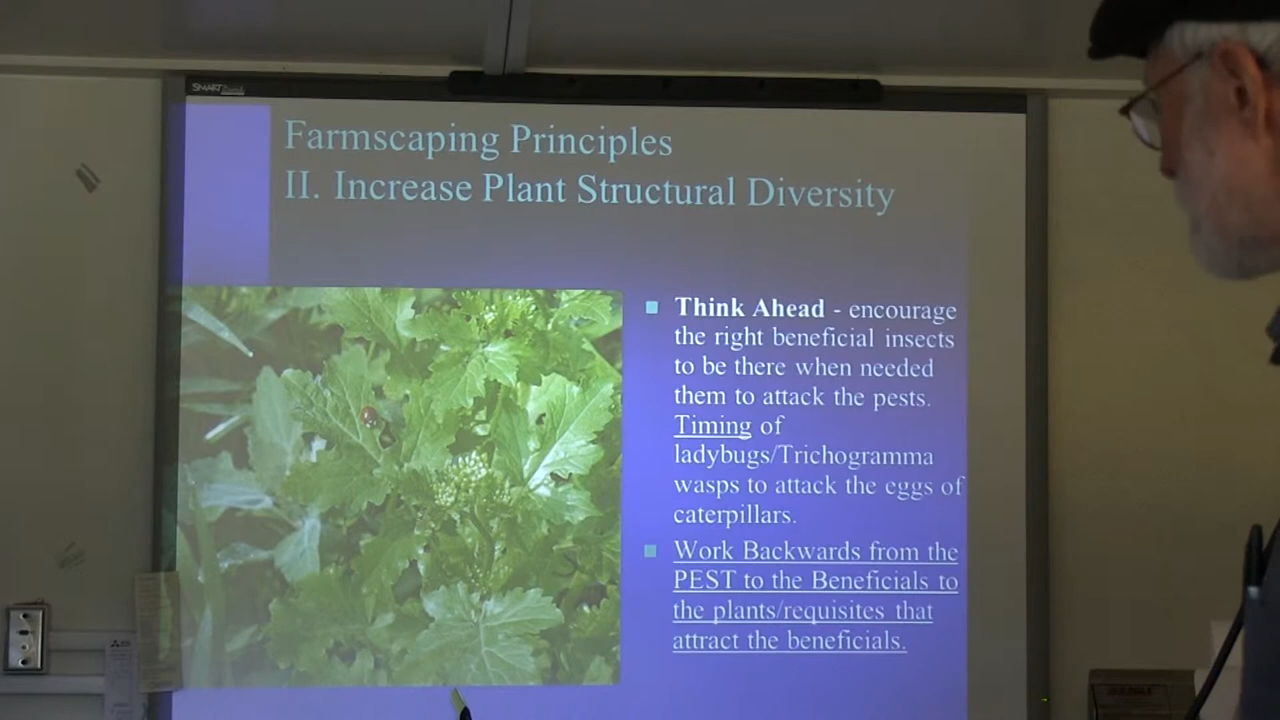 SMART
Farmscaping Principles
II. Increase Plant Structural Diversity
Think Ahead - encourage
the right beneficial insects
to be there when needed
them to attack the pests.
Timing of
ladybugs/Trichogramma
wasps to attack the eggs of
caterpillars.
Work Backwards from the
PEST to the Beneficials to
the plants/requisites that
attract the beneficials.